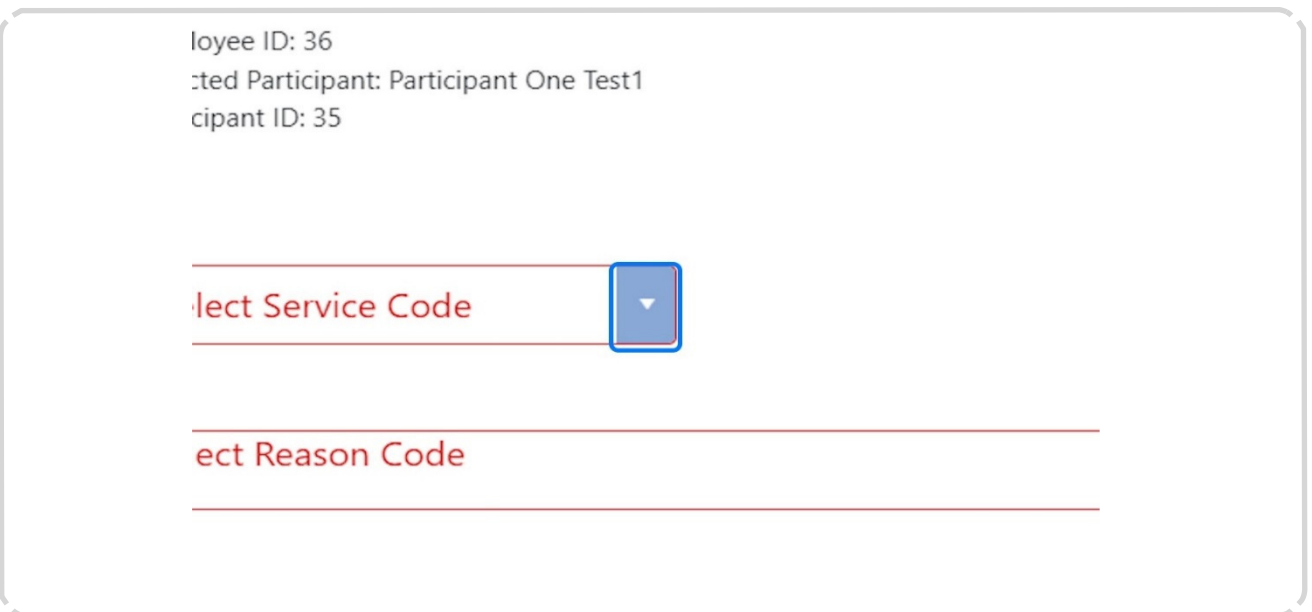 loyee ID: 36
cted Participant: Participant One Test1
cipant ID: 35
lect Service Code
ect Reason Code